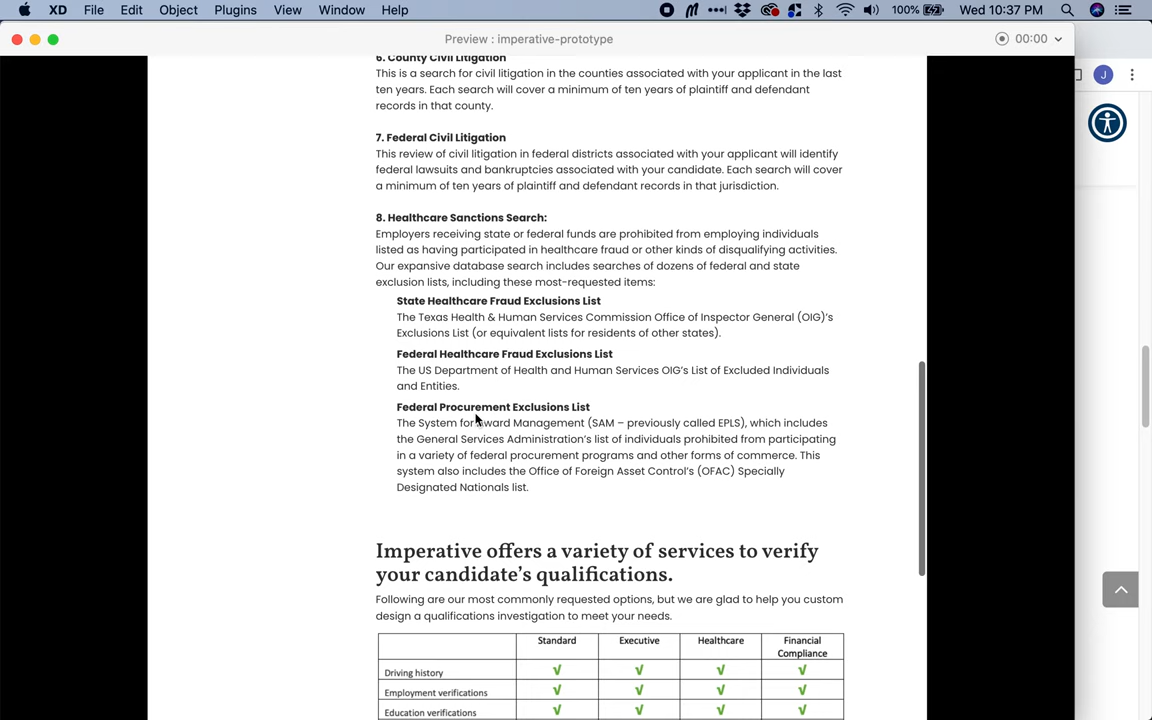 XD File Edit Object Plugins View Window Help 100% Wed 10:37 PM
Preview : imperative-prototype 00:00
J
6. County Civil Litigation
This is a search for civil litigation in the counties associated with your applicant in the last
ten years. Each search will cover a minimum of ten years of plaintiff and defendant
records in that county.
7. Federal Civil Litigation
This review of civil litigation in federal districts associated with your applicant will identify
federal lawsuits and bankruptcies associated with your candidate. Each search will cover
a minimum of ten years of plaintiff and defendant records in that jurisdiction.
8. Healthcare Sanctions Search:
Employers receiving state or federal funds are prohibited from employing individuals
listed as having participated in healthcare fraud or other kinds of disqualifying activities.
Our expansive database search includes searches of dozens of federal and state
exclusion lists, including these most-requested items:
State Healthcare Fraud Exclusions List
The Texas Health & Human Services Commission Office of Inspector General (OIG)'s
Exclusions List (or equivalent lists for residents of other states).
Federal Healthcare Fraud Exclusions List
The US Department of Health and Human Services OIG's List of Excluded Individuals
and Entities.
Federal Procurement Exclusions List
The System for Award Management (SAM – previously called EPLS), which includes
the General Services Administration's list of individuals prohibited from participating
in a variety of federal procurement programs and other forms of commerce. This
system also includes the Office of Foreign Asset Control's (OFAC) Specially
Designated Nationals list.
Imperative offers a variety of services to verify
your candidate's qualifications.
Following are our most commonly requested options, but we are glad to help you custom
design a qualifications investigation to meet your needs.
Standard Executive Healthcare Financial
Compliance
Driving history √ √ √ √
Employment verifications √ √ √ √
Education verifications √ √ √ √